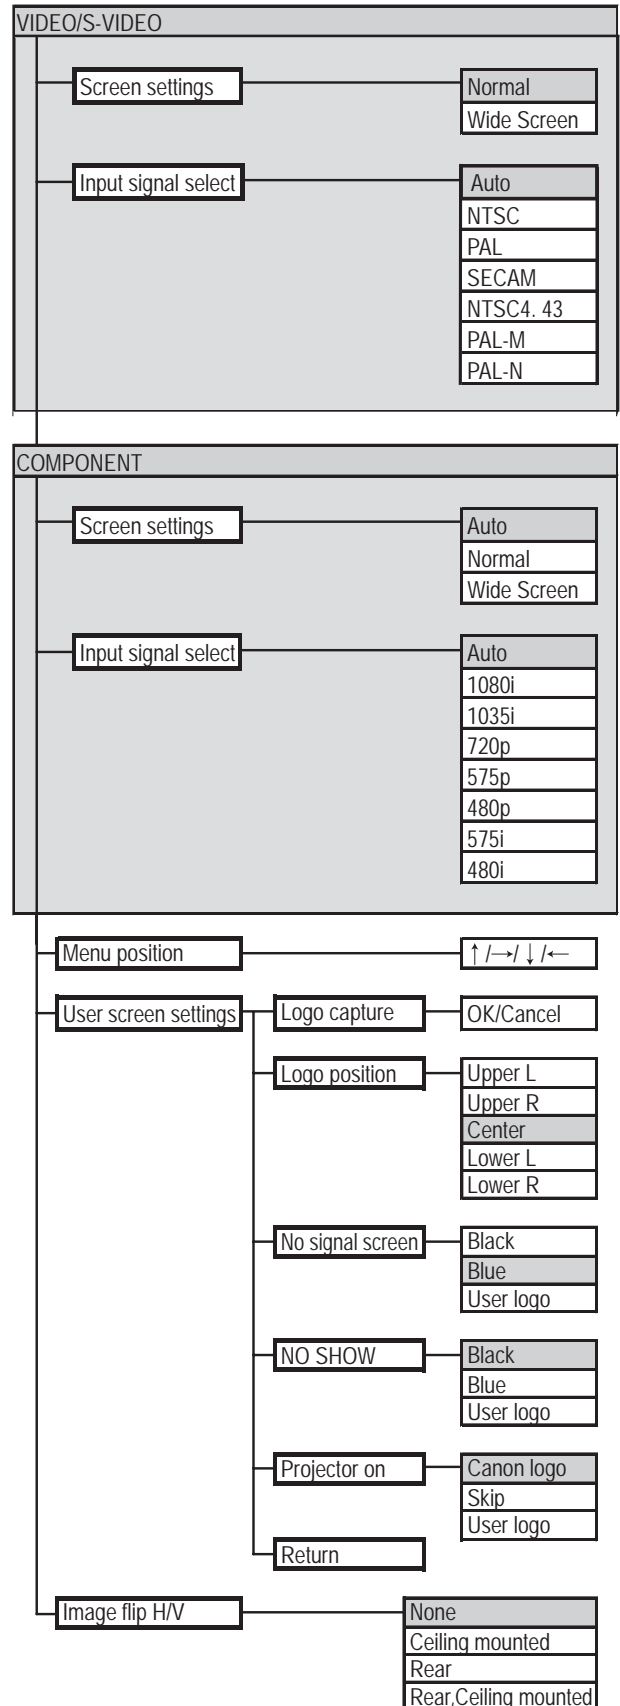 VIDEO/S-VIDEO
Screen settings
Normal
Wide Screen
Input signal select
Auto
NTSC
PAL
SECAM
NTSC4. 43
PAL-M
PAL-N
COMPONENT
Screen settings
Auto
Normal
Wide Screen
Input signal select
Auto
1080i
1035i
720p
575p
480p
575i
480i
Menu position
↑ /→/ ↓ /←
User screen settings
Logo capture
OK/Cancel
Logo position
Upper L
Upper R
Center
Lower L
Lower R
No signal screen
Black
Blue
User logo
NO SHOW
Black
Blue
User logo
Projector on
Canon logo
Skip
User logo
Return
Image flip H/V
None
Ceiling mounted
Rear
Rear,Ceiling mounted